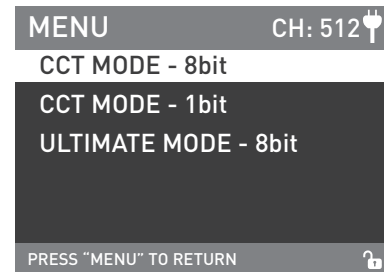 MENU CH: 512
CCT MODE - 8bit
CCT MODE - 1bit
ULTIMATE MODE - 8bit
PRESS “MENU” TO RETURN